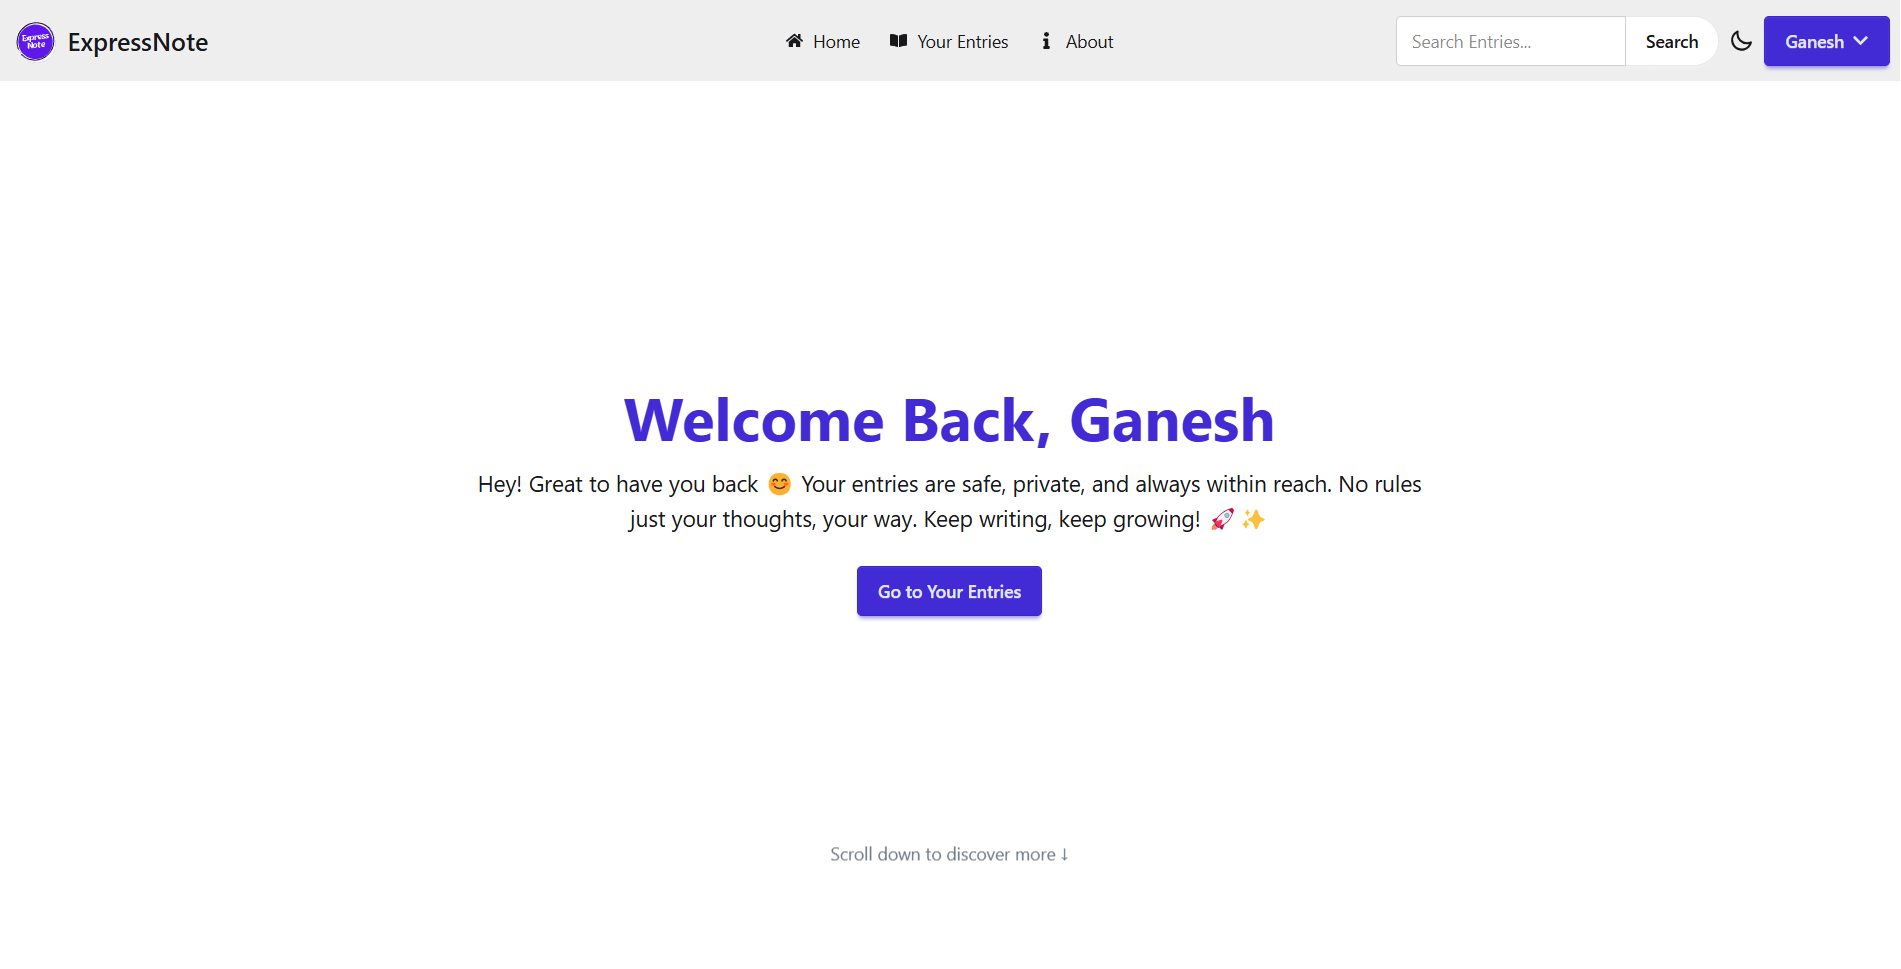 Express
Note
ExpressNote
Home
Your Entries
About
Search Entries...
Search
Ganesh
Welcome Back, Ganesh
Hey! Great to have you back 😊 Your entries are safe, private, and always within reach. No rules
just your thoughts, your way. Keep writing, keep growing! 🚀✨
Go to Your Entries
Scroll down to discover more ↓